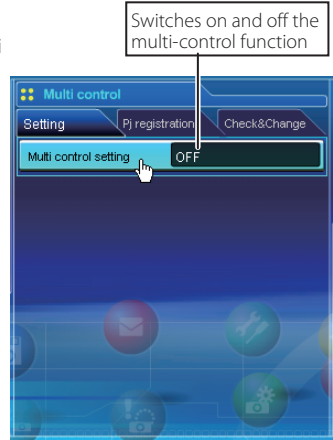 Switches on and off the
multi-control function
Multi control
Setting Pj registration Check&Change
Multi control setting OFF